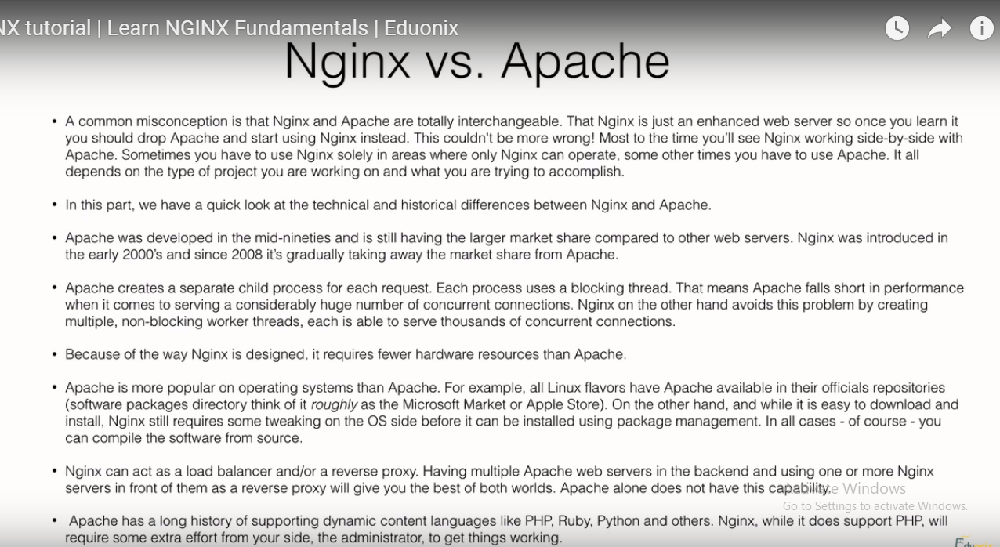 NX tutorial | Learn NGINX Fundamentals | Eduonix
Nginx vs. Apache
• A common misconception is that Nginx and Apache are totally interchangeable. That Nginx is just an enhanced web server so once you learn it
you should drop Apache and start using Nginx instead. This couldn't be more wrong! Most to the time you'll see Nginx working side-by-side with
Apache. Sometimes you have to use Nginx solely in areas where only Nginx can operate, some other times you have to use Apache. It all
depends on the type of project you are working on and what you are trying to accomplish.
• In this part, we have a quick look at the technical and historical differences between Nginx and Apache.
• Apache was developed in the mid-nineties and is still having the larger market share compared to other web servers. Nginx was introduced in
the early 2000's and since 2008 it's gradually taking away the market share from Apache.
• Apache creates a separate child process for each request. Each process uses a blocking thread. That means Apache falls short in performance
when it comes to serving a considerably huge number of concurrent connections. Nginx on the other hand avoids this problem by creating
multiple, non-blocking worker threads, each is able to serve thousands of concurrent connections.
• Because of the way Nginx is designed, it requires fewer hardware resources than Apache.
• Apache is more popular on operating systems than Apache. For example, all Linux flavors have Apache available in their officials repositories
(software packages directory think of it roughly as the Microsoft Market or Apple Store). On the other hand, and while it is easy to download and
install, Nginx still requires some tweaking on the OS side before it can be installed using package management. In all cases - of course - you
can compile the software from source.
• Nginx can act as a load balancer and/or a reverse proxy. Having multiple Apache web servers in the backend and using one or more Nginx
servers in front of them as a reverse proxy will give you the best of both worlds. Apache alone does not have this capability.
Activate Windows
Go to Settings to activate Windows.
• Apache has a long history of supporting dynamic content languages like PHP, Ruby, Python and others. Nginx, while it does support PHP, will
require some extra effort from your side, the administrator, to get things working.
Eduonix